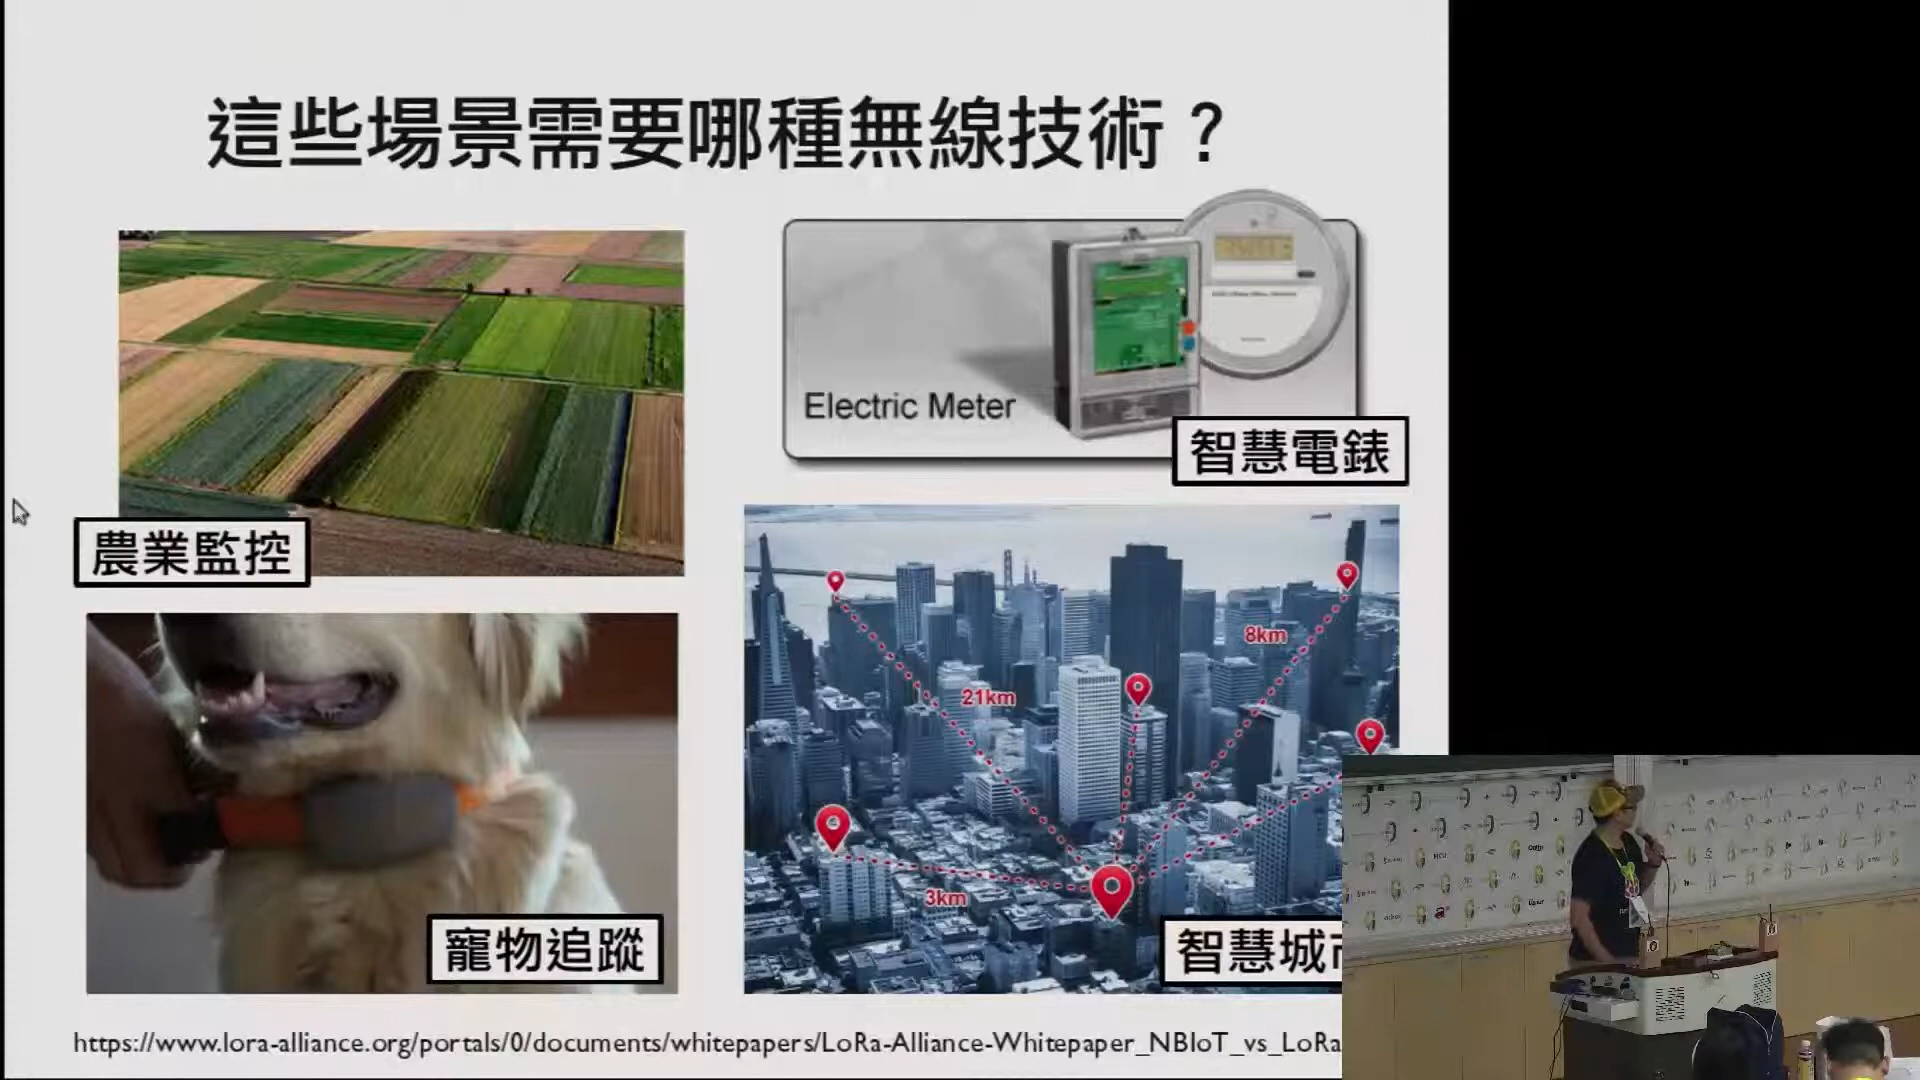 這些場景需要哪種無線技術？
Electric Meter
智慧電錶
農業監控
8km
21km
3km
寵物追蹤
智慧城
https://www.lora-alliance.org/portals/0/documents/whitepapers/LoRa-Alliance-Whitepaper_NBIoT_vs_LoRa